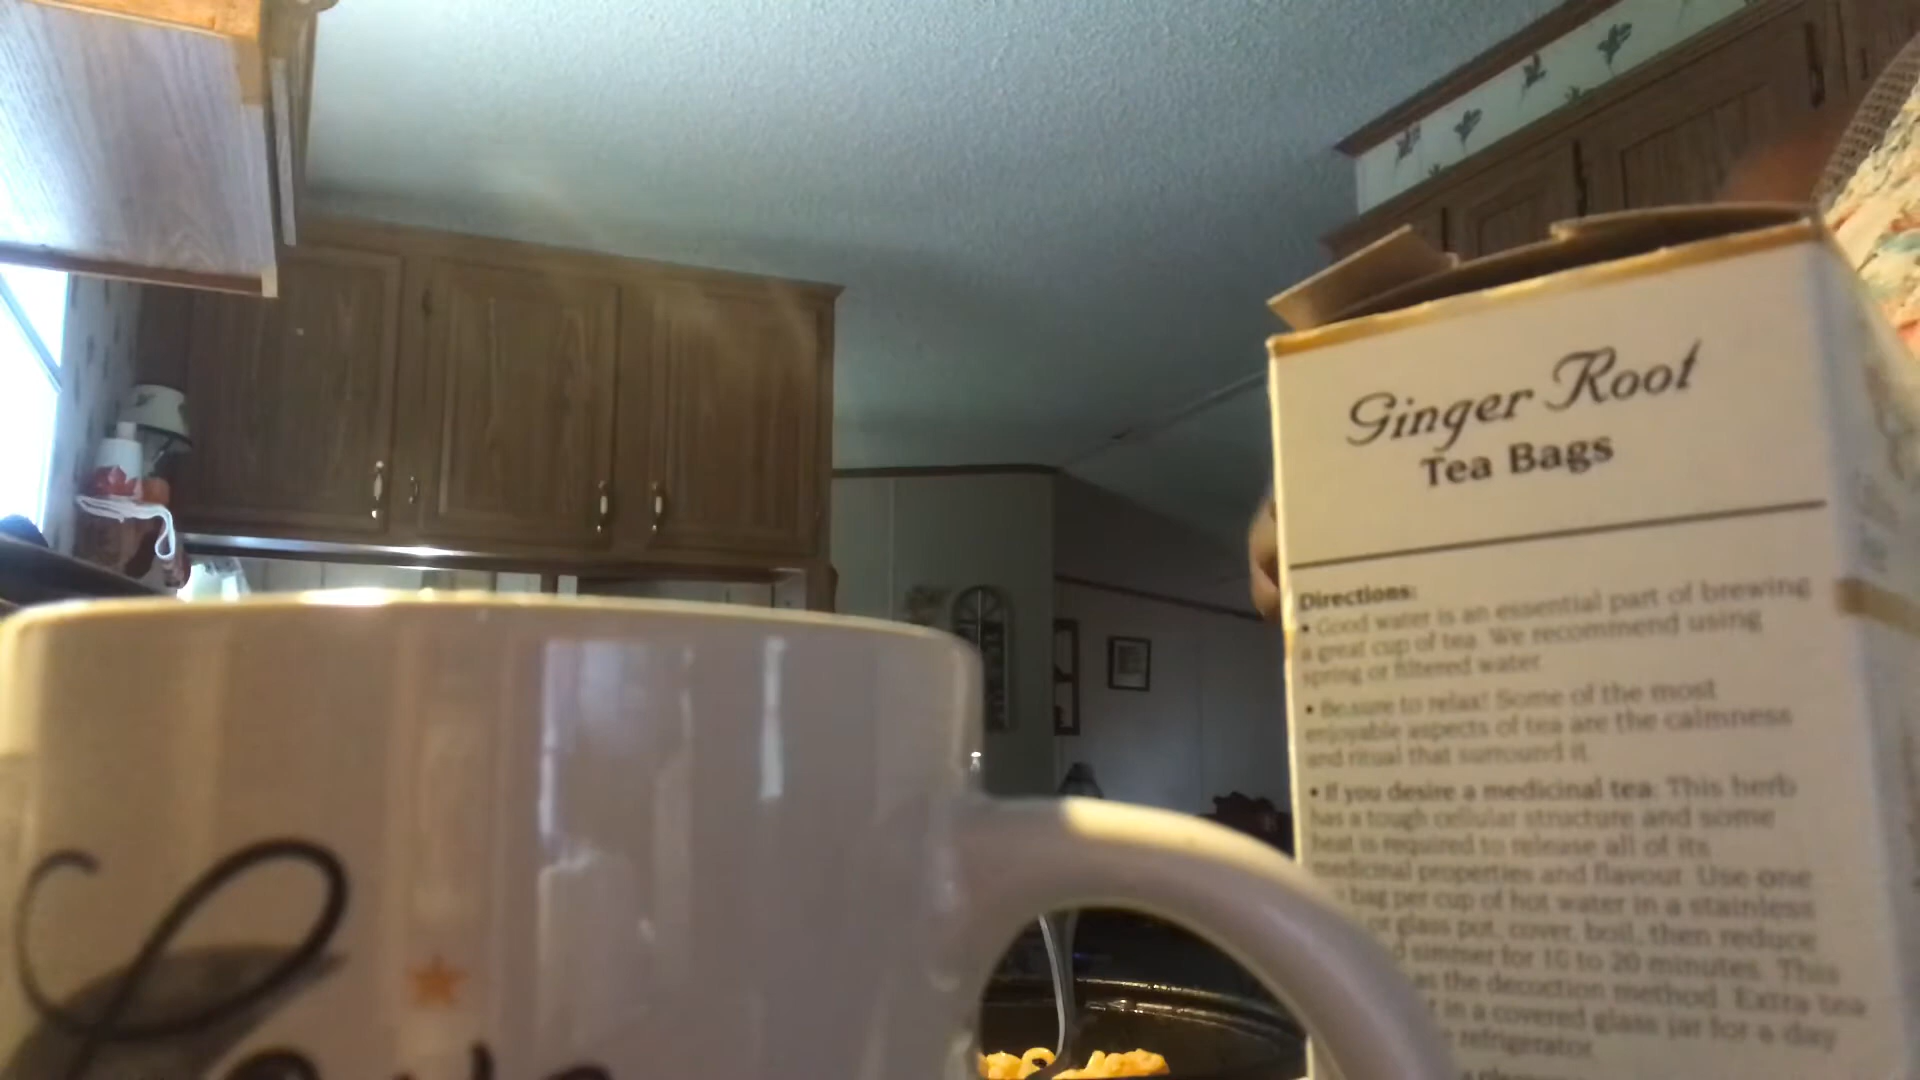 Ginger Root
Tea Bags
Directions:
• Good water is an essential part of brewing
a great cup of tea. We recommend using
spring or filtered water.
• Be sure to relax! Some of the most
enjoyable aspects of tea are the calmness
and ritual that surround it.
• If you desire a medicinal tea: This herb
has a tough cellular structure and some
heat is required to release all of its
medicinal properties and flavour. Use one
bag per cup of hot water in a stainless
or glass pot, cover, boil, then reduce
simmer for 10 to 20 minutes. This
as the decoction method. Extra tea
in a covered glass jar for a day
refrigerator.